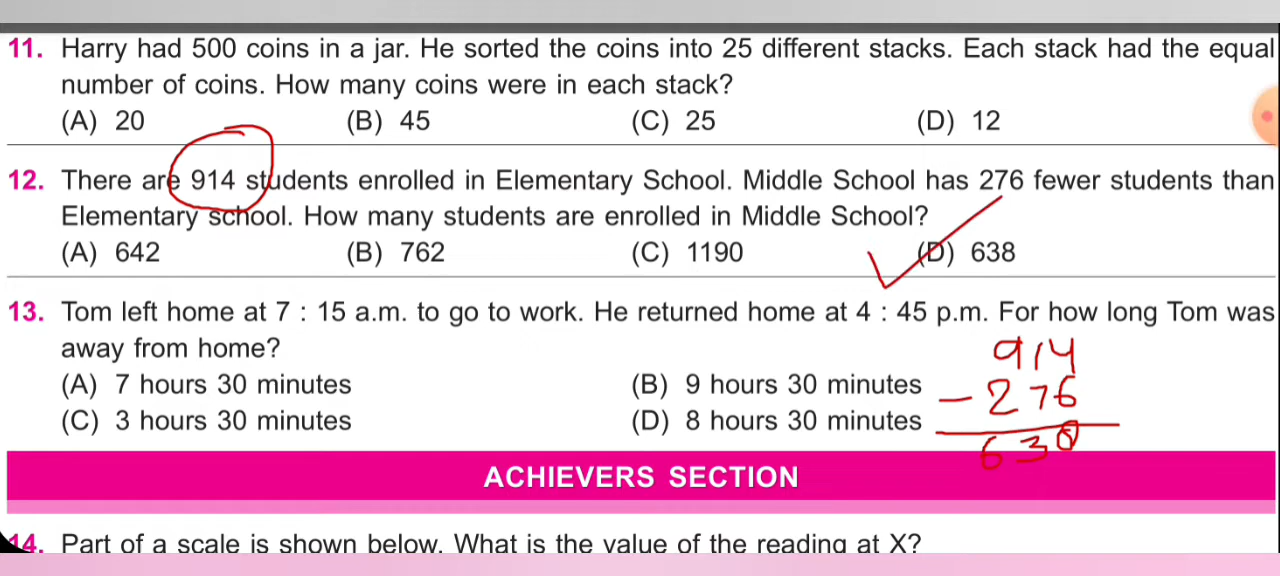 11. Harry had 500 coins in a jar. He sorted the coins into 25 different stacks. Each stack had the equal
number of coins. How many coins were in each stack?
(A) 20 (B) 45 (C) 25 (D) 12
12. There are 914 students enrolled in Elementary School. Middle School has 276 fewer students than
Elementary school. How many students are enrolled in Middle School?
(A) 642 (B) 762 (C) 1190 (D) 638
13. Tom left home at 7 : 15 a.m. to go to work. He returned home at 4 : 45 p.m. For how long Tom was
away from home?
(A) 7 hours 30 minutes (B) 9 hours 30 minutes
(C) 3 hours 30 minutes (D) 8 hours 30 minutes
914
- 276
638
ACHIEVERS SECTION
14. Part of a scale is shown below. What is the value of the reading at X?